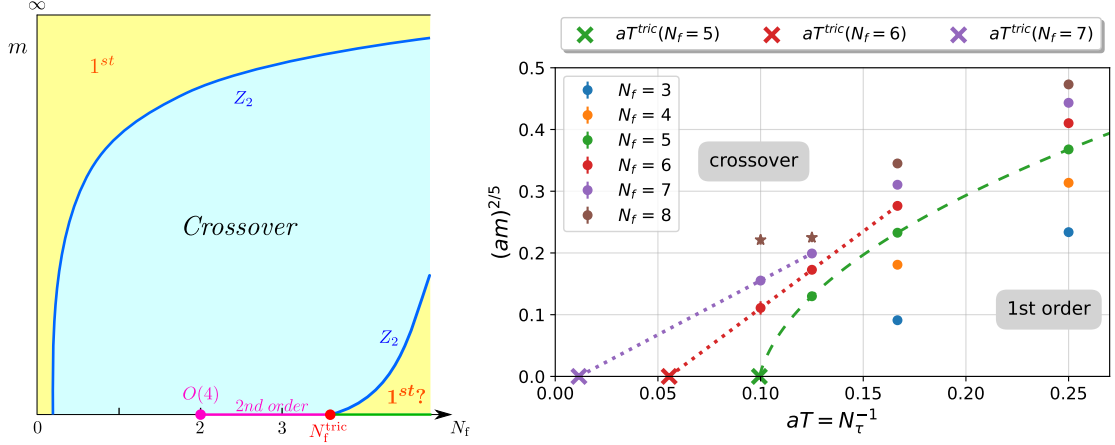 ∞
m
1^{st}
Z_2
Crossover
Z_2
O(4)
2nd order
1^{st}?
0
2
3
N_f^{tric}
N_f
aT^{tric}(N_f = 5)
aT^{tric}(N_f = 6)
aT^{tric}(N_f = 7)
N_f = 3
N_f = 4
N_f = 5
N_f = 6
N_f = 7
N_f = 8
crossover
1st order
(am)^{2/5}
0.5
0.4
0.3
0.2
0.1
0.0
0.00
0.05
0.10
0.15
0.20
0.25
aT = N_τ^{-1}